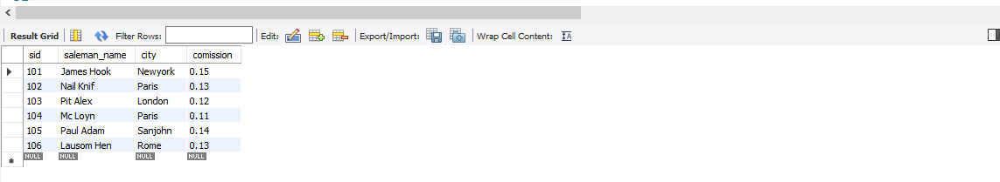 Result Grid Filter Rows: Edit: Export/Import: Wrap Cell Content: IA
sid saleman_name city comission
101 James Hook Newyork 0.15
102 Nail Knif Paris 0.13
103 Pit Alex London 0.12
104 Mc Loyn Paris 0.11
105 Paul Adam Sanjohn 0.14
106 Lausom Hen Rome 0.13
NULL NULL NULL NULL